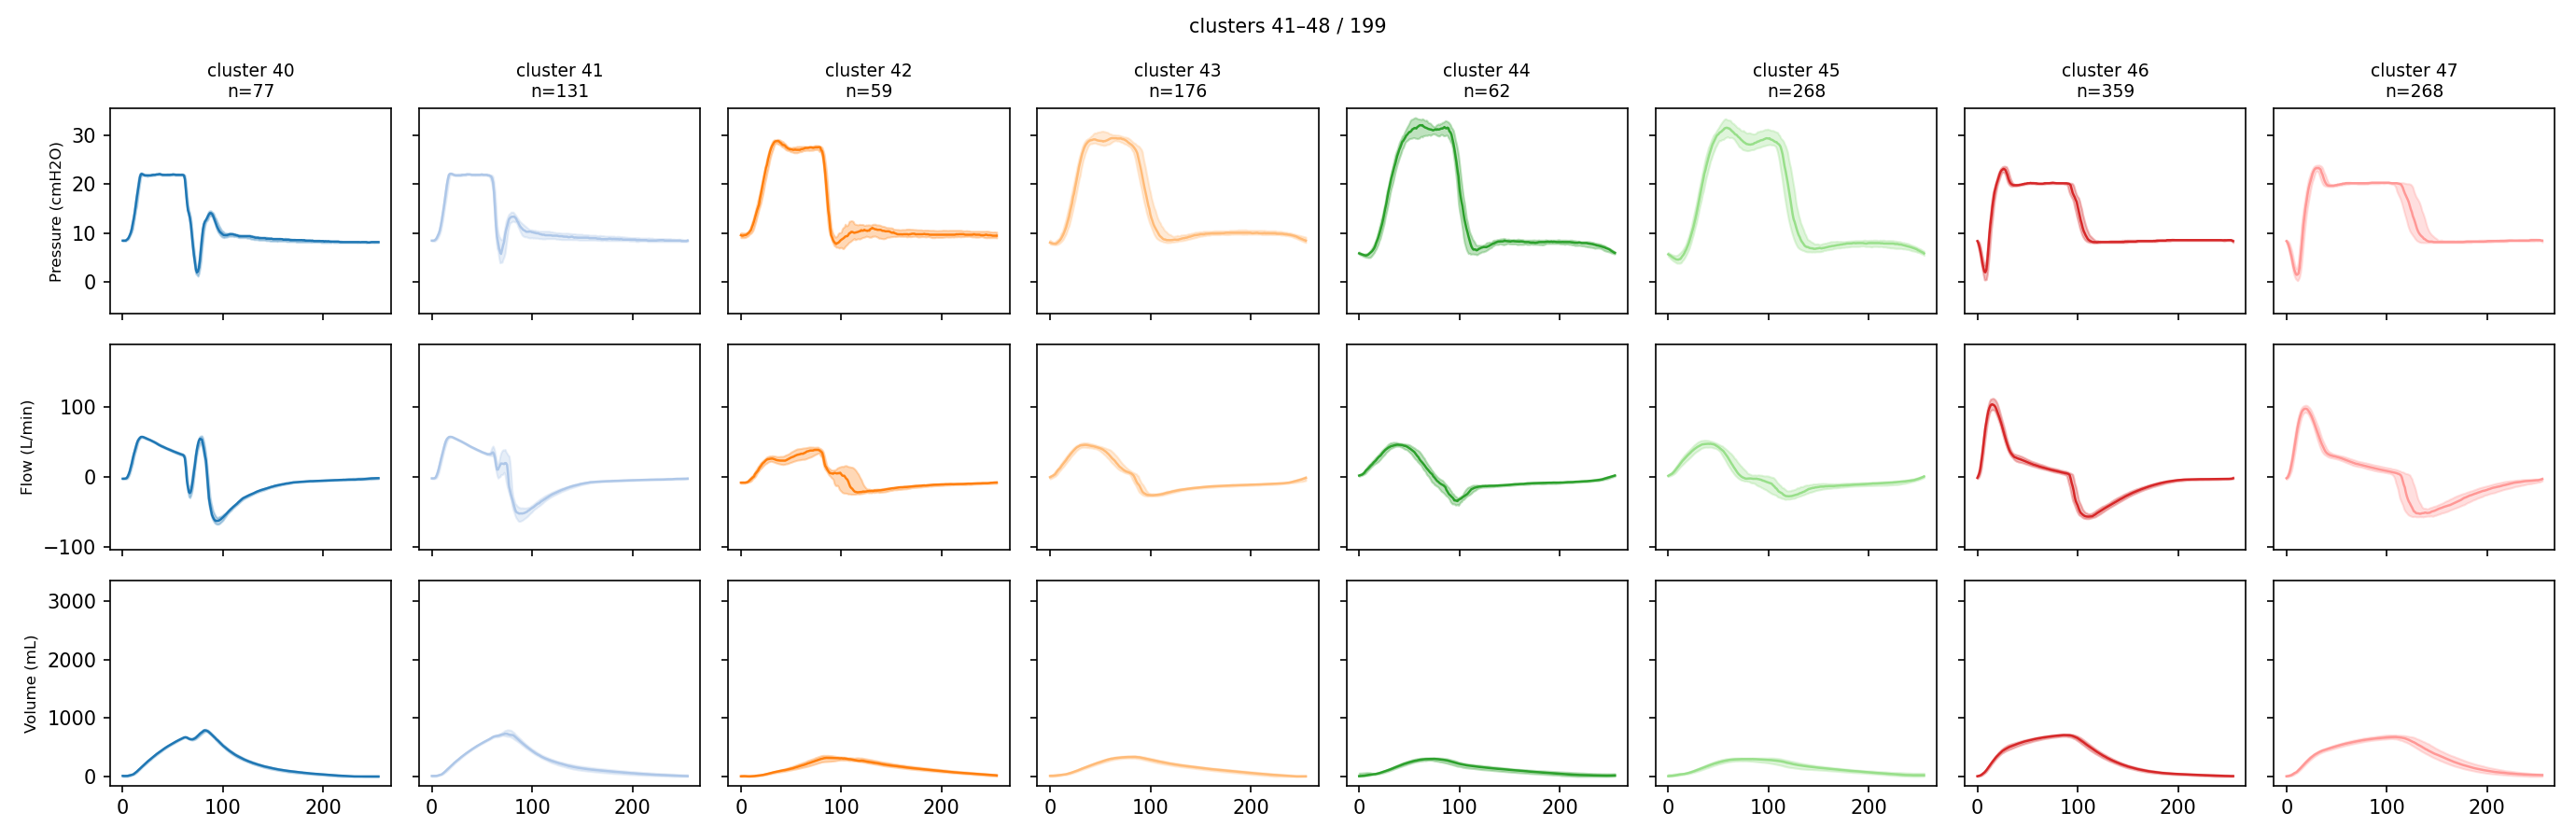 clusters 41–48 / 199
cluster 40
n=77
cluster 41
n=131
cluster 42
n=59
cluster 43
n=176
cluster 44
n=62
cluster 45
n=268
cluster 46
n=359
cluster 47
n=268
Pressure (cmH2O)
30
20
10
0
Flow (L/min)
100
0
−100
Volume (mL)
3000
2000
1000
0
0 100 200
0 100 200
0 100 200
0 100 200
0 100 200
0 100 200
0 100 200
0 100 200